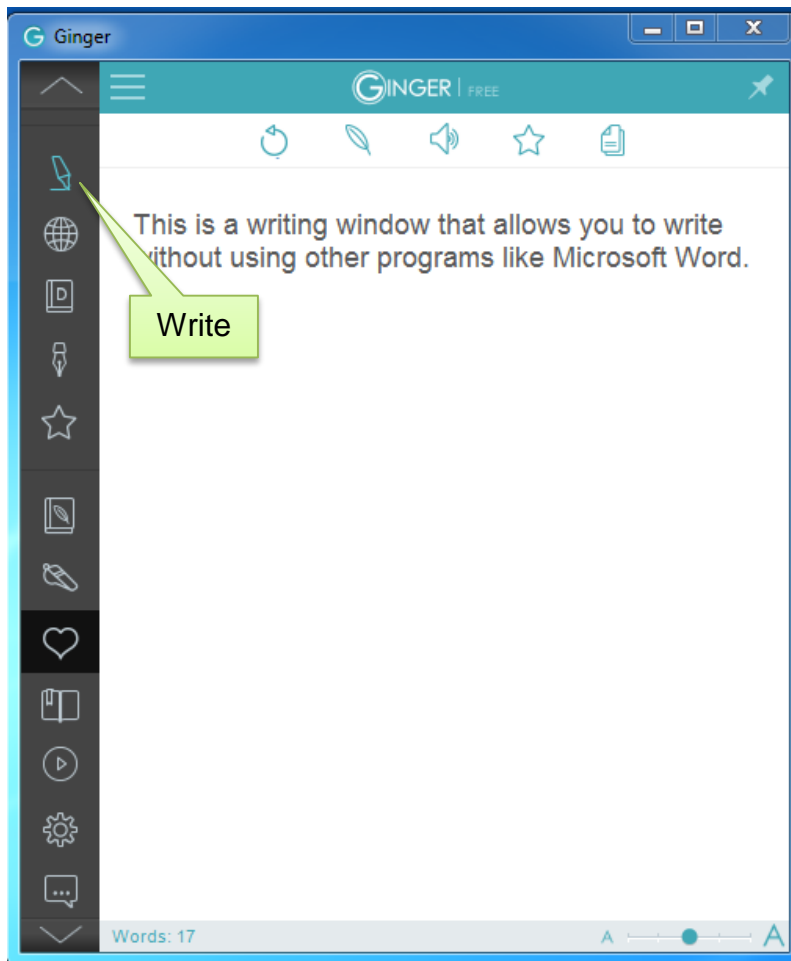 Ginger
GINGER | FREE
This is a writing window that allows you to write
without using other programs like Microsoft Word.
Write
D
Words: 17
A A